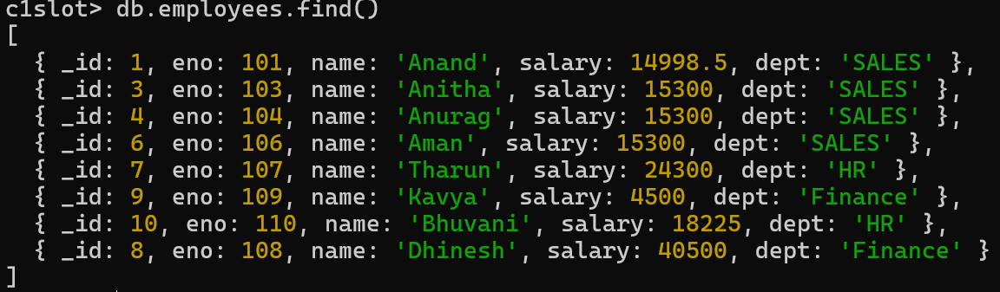 c1slot> db.employees.find()
[
  { _id: 1, eno: 101, name: 'Anand', salary: 14998.5, dept: 'SALES' },
  { _id: 3, eno: 103, name: 'Anitha', salary: 15300, dept: 'SALES' },
  { _id: 4, eno: 104, name: 'Anurag', salary: 15300, dept: 'SALES' },
  { _id: 6, eno: 106, name: 'Aman', salary: 15300, dept: 'SALES' },
  { _id: 7, eno: 107, name: 'Tharun', salary: 24300, dept: 'HR' },
  { _id: 9, eno: 109, name: 'Kavya', salary: 4500, dept: 'Finance' },
  { _id: 10, eno: 110, name: 'Bhuvani', salary: 18225, dept: 'HR' },
  { _id: 8, eno: 108, name: 'Dhinesh', salary: 40500, dept: 'Finance' }
]